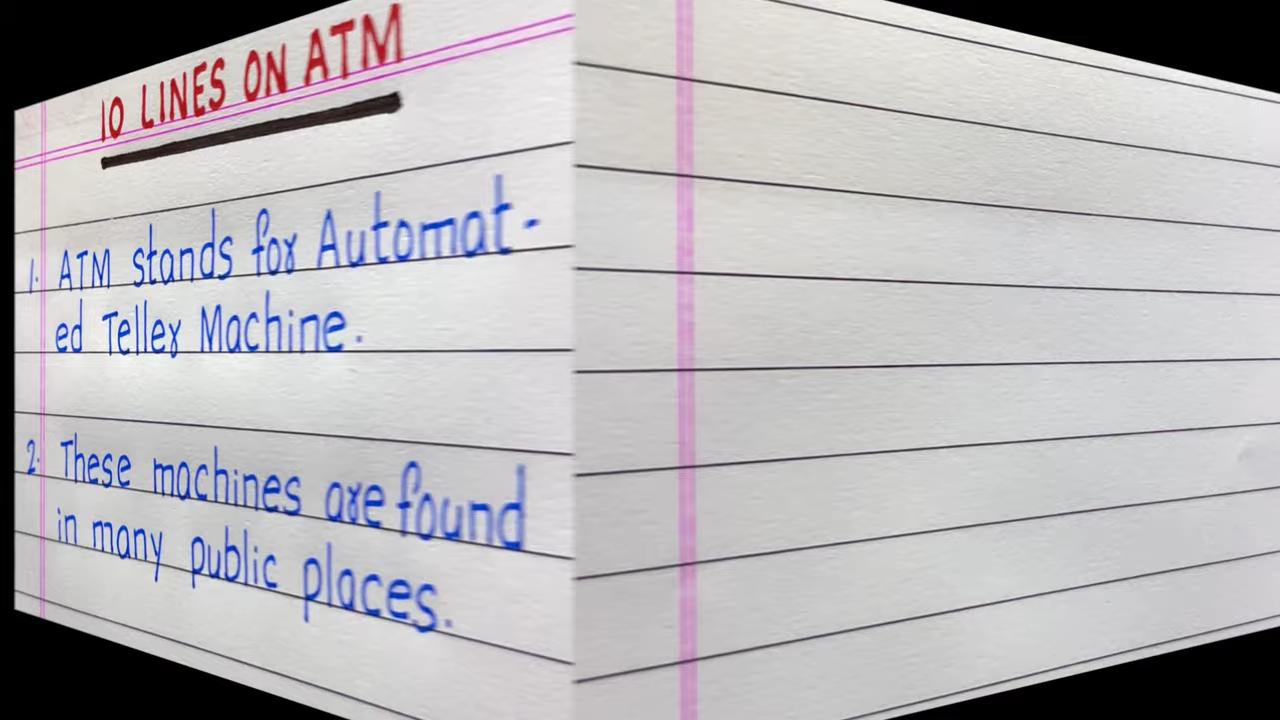 10 LINES ON ATM
1. ATM stands for Automat-
ed Teller Machine.
2. These machines are found
in many public places.